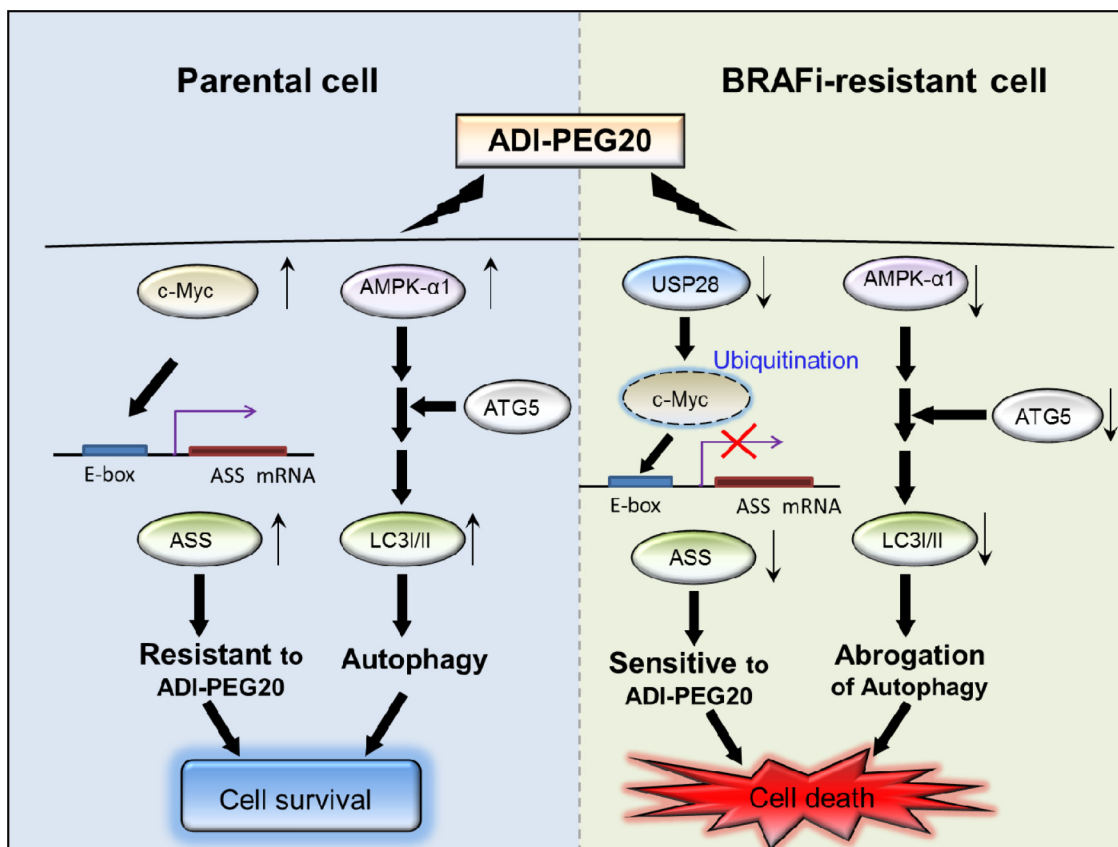 Parental cell
BRAFi-resistant cell
ADI-PEG20
c-Myc
AMPK-α1
E-box
ASS mRNA
ATG5
ASS
LC3I/II
Resistant to
ADI-PEG20
Autophagy
Cell survival
USP28
AMPK-α1
Ubiquitination
c-Myc
ATG5
E-box
ASS mRNA
ASS
LC3I/II
Sensitive to
ADI-PEG20
Abrogation
of Autophagy
Cell death